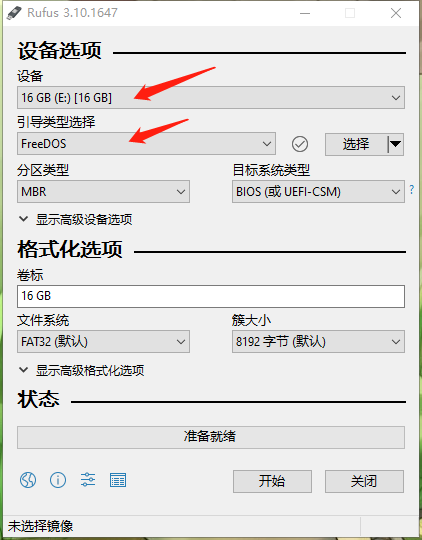 Rufus 3.10.1647
设备选项
设备
16 GB (E:) [16 GB]
引导类型选择
FreeDOS
选择
分区类型
目标系统类型
MBR
BIOS (或 UEFI-CSM)
?
显示高级设备选项
格式化选项
卷标
16 GB
文件系统
簇大小
FAT32 (默认)
8192 字节 (默认)
显示高级格式化选项
状态
准备就绪
开始
关闭
未选择镜像